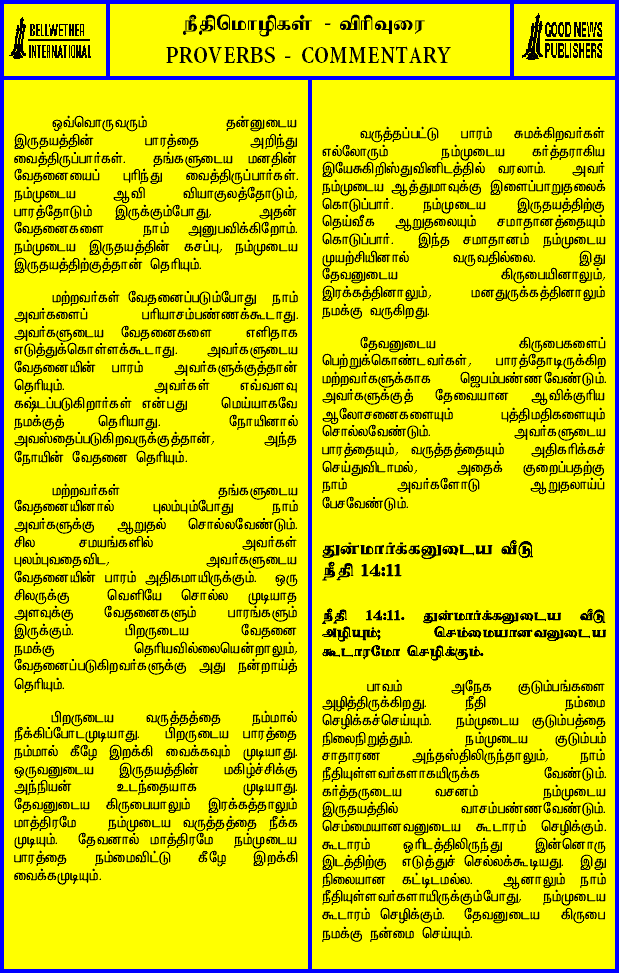 BELLWETHER
INTERNATIONAL
நீதிமொழிகள் - விரிவுரை
PROVERBS - COMMENTARY
GOOD NEWS
PUBLISHERS
ஒவ்வொருவரும் தன்னுடைய
இருதயத்தின் பாரத்தை அறிந்து
வைத்திருப்பார்கள். தங்களுடைய மனதின்
வேதனையைப் புரிந்து வைத்திருப்பார்கள்.
நம்முடைய ஆவி வியாகுலத்தோடும்,
பாரத்தோடும் இருக்கும்போது, அதன்
வேதனைகளை நாம் அனுபவிக்கிறோம்.
நம்முடைய இருதயத்தின் கசப்பு, நம்முடைய
இருதயத்திற்குத்தான் தெரியும்.
மற்றவர்கள் வேதனைப்படும்போது நாம்
அவர்களைப் பரியாசம்பண்ணக்கூடாது.
அவர்களுடைய வேதனைகளை எளிதாக
எடுத்துக்கொள்ளக்கூடாது. அவர்களுடைய
வேதனையின் பாரம் அவர்களுக்குத்தான்
தெரியும். அவர்கள் எவ்வளவு
கஷ்டப்படுகிறார்கள் என்பது மெய்யாகவே
நமக்குத் தெரியாது. நோயினால்
அவஸ்தைப்படுகிறவருக்குத்தான், அந்த
நோயின் வேதனை தெரியும்.
மற்றவர்கள் தங்களுடைய
வேதனையினால் புலம்பும்போது நாம்
அவர்களுக்கு ஆறுதல் சொல்லவேண்டும்.
சில சமயங்களில் அவர்கள்
புலம்புவதைவிட, அவர்களுடைய
வேதனையின் பாரம் அதிகமாயிருக்கும். ஒரு
சிலருக்கு வெளியே சொல்ல முடியாத
அளவுக்கு வேதனைகளும் பாரங்களும்
இருக்கும். பிறருடைய வேதனை
நமக்கு தெரியவில்லையென்றாலும்,
வேதனைப்படுகிறவர்களுக்கு அது நன்றாய்த்
தெரியும்.
பிறருடைய வருத்தத்தை நம்மால்
நீக்கிப்போடமுடியாது. பிறருடைய பாரத்தை
நம்மால் கீழே இறக்கி வைக்கவும் முடியாது.
ஒருவனுடைய இருதயத்தின் மகிழ்ச்சிக்கு
அந்நியன் உடந்தையாக முடியாது.
தேவனுடைய கிருபையாலும் இரக்கத்தாலும்
மாத்திரமே நம்முடைய வருத்தத்தை நீக்க
முடியும். தேவனால் மாத்திரமே நம்முடைய
பாரத்தை நம்மைவிட்டு கீழே இறக்கி
வைக்கமுடியும்.
வருத்தப்பட்டு பாரம் சுமக்கிறவர்கள்
எல்லோரும் நம்முடைய கர்த்தராகிய
இயேசுகிறிஸ்துவினிடத்தில் வரலாம். அவர்
நம்முடைய ஆத்துமாவுக்கு இளைப்பாறுதலைக்
கொடுப்பார். நம்முடைய இருதயத்திற்கு
தெய்வீக ஆறுதலையும் சமாதானத்தையும்
கொடுப்பார். இந்த சமாதானம் நம்முடைய
முயற்சியினால் வருவதில்லை. இது
தேவனுடைய கிருபையினாலும்,
இரக்கத்தினாலும், மனதுருக்கத்தினாலும்
நமக்கு வருகிறது.
தேவனுடைய கிருபைகளைப்
பெற்றுக்கொண்டவர்கள், பாரத்தோடிருக்கிற
மற்றவர்களுக்காக ஜெபம்பண்ணவேண்டும்.
அவர்களுக்குத் தேவையான ஆவிக்குரிய
ஆலோசனைகளையும் புத்திமதிகளையும்
சொல்லவேண்டும். அவர்களுடைய
பாரத்தையும், வருத்தத்தையும் அதிகரிக்கச்
செய்துவிடாமல், அதைக் குறைப்பதற்கு
நாம் அவர்களோடு ஆறுதலாய்ப்
பேசவேண்டும்.
துன்மார்க்கனுடைய வீடு
நீதி 14:11
நீதி 14:11. துன்மார்க்கனுடைய வீடு
அழியும்; செம்மையானவனுடைய
கூடாரமோ செழிக்கும்.
பாவம் அநேக குடும்பங்களை
அழித்திருக்கிறது. நீதி நம்மை
செழிக்கச்செய்யும். நம்முடைய குடும்பத்தை
நிலைநிறுத்தும். நம்முடைய குடும்பம்
சாதாரண அந்தஸ்திலிருந்தாலும், நாம்
நீதியுள்ளவர்களாகயிருக்க வேண்டும்.
கர்த்தருடைய வசனம் நம்முடைய
இருதயத்தில் வாசம்பண்ணவேண்டும்.
செம்மையானவனுடைய கூடாரம் செழிக்கும்.
கூடாரம் ஓரிடத்திலிருந்து இன்னொரு
இடத்திற்கு எடுத்துச் செல்லக்கூடியது. இது
நிலையான கட்டிடமல்ல. ஆனாலும் நாம்
நீதியுள்ளவர்களாயிருக்கும்போது, நம்முடைய
கூடாரம் செழிக்கும். தேவனுடைய கிருபை
நமக்கு நன்மை செய்யும்.